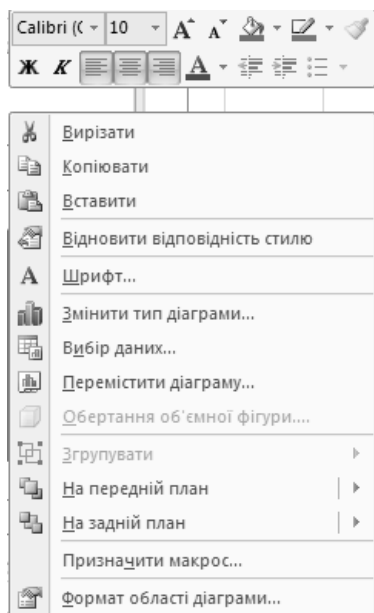 Calibri (( 10 A A
Ж К A
Вирізати
Копіювати
Вставити
Відновити відповідність стилю
А Шрифт...
Змінити тип діаграми...
Вибір даних...
Перемістити діаграму...
Обертання об'ємної фігури....
Згрупувати
На передній план
На задній план
Призначити макрос...
Формат області діаграми...